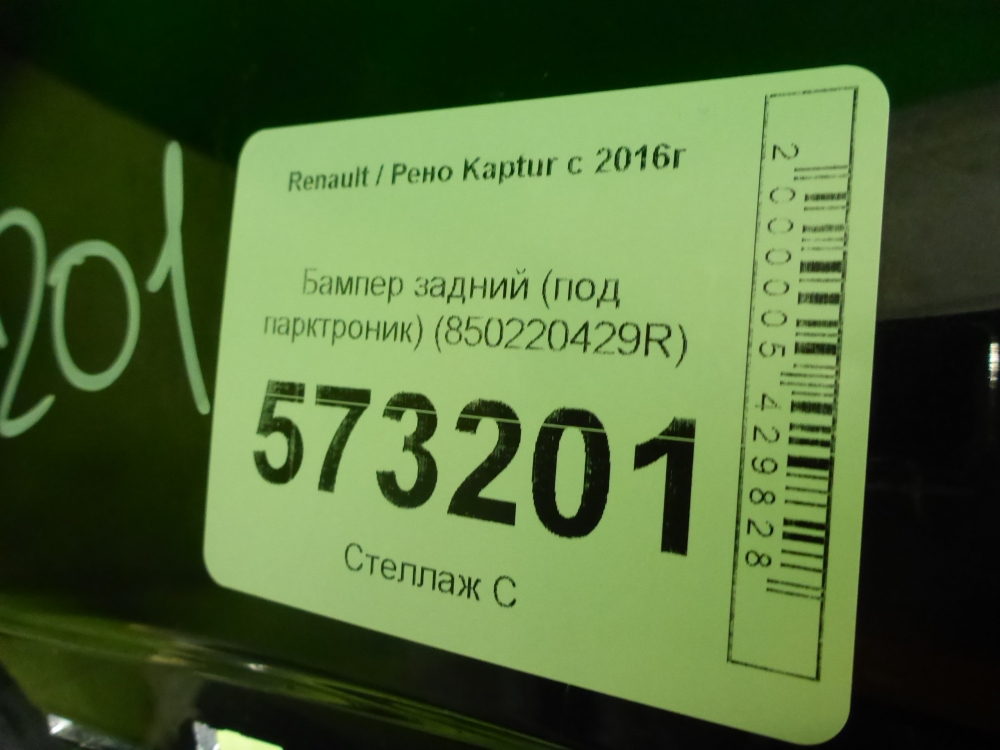 Renault / Рено Kaptur с 2016г
Бампер задний (под
парктроник) (850220429R)
573201
Стеллаж С
2000005429828
201